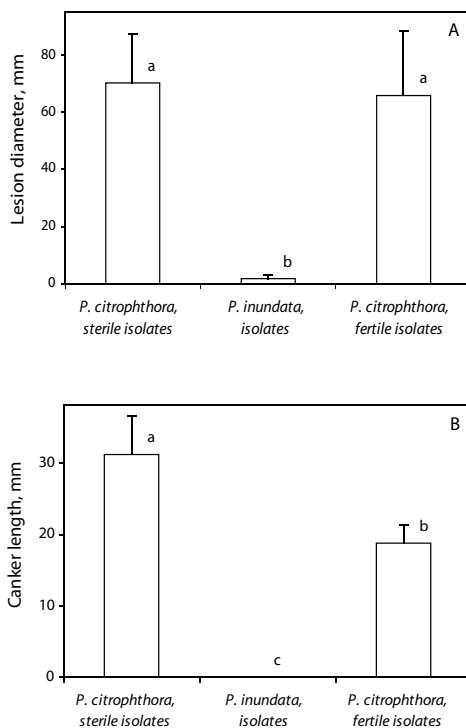 A
Lesion diameter, mm
80
60
40
20
0
a
b
a
P. citrophthora,
sterile isolates
P. inundata,
isolates
P. citrophthora,
fertile isolates
B
Canker length, mm
30
20
10
0
a
c
b
P. citrophthora,
sterile isolates
P. inundata,
isolates
P. citrophthora,
fertile isolates